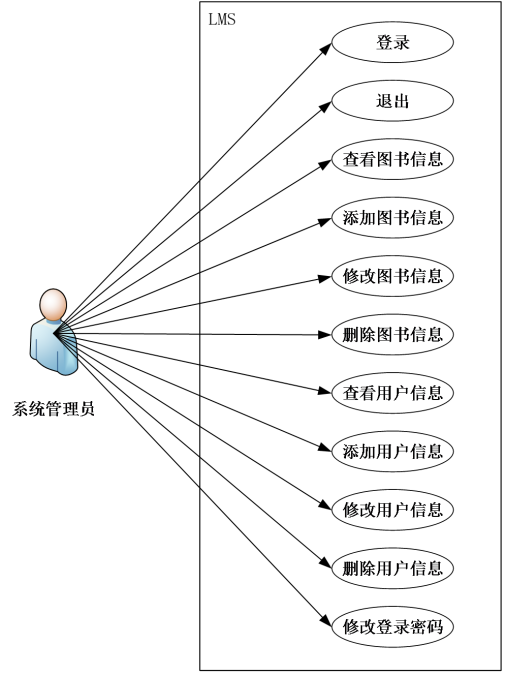 LMS
登录
退出
查看图书信息
添加图书信息
修改图书信息
删除图书信息
查看用户信息
系统管理员
添加用户信息
修改用户信息
删除用户信息
修改登录密码